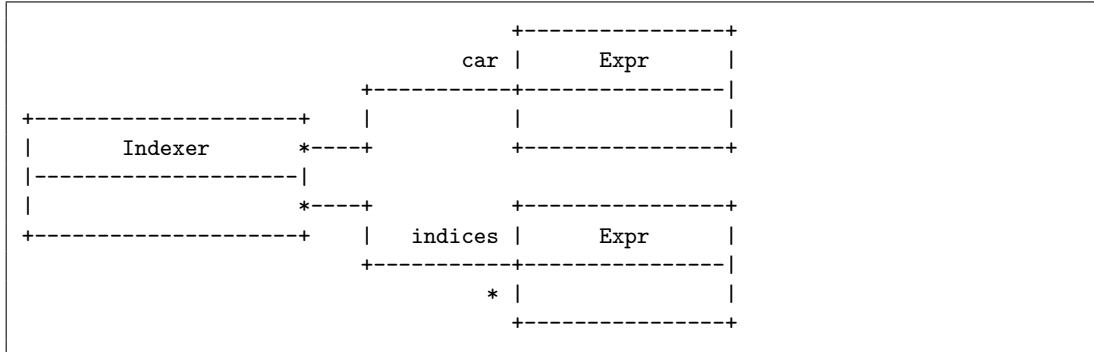 +----------------+
                                   car |      Expr      |
                           +-----------+----------------|
+---------------------+    |           |                |
|       Indexer       *----+           +----------------+
|---------------------|
|                     *----+           +----------------+
+---------------------+    |   indices |      Expr      |
                           +-----------+----------------|
                                     * |                |
                                       +----------------+